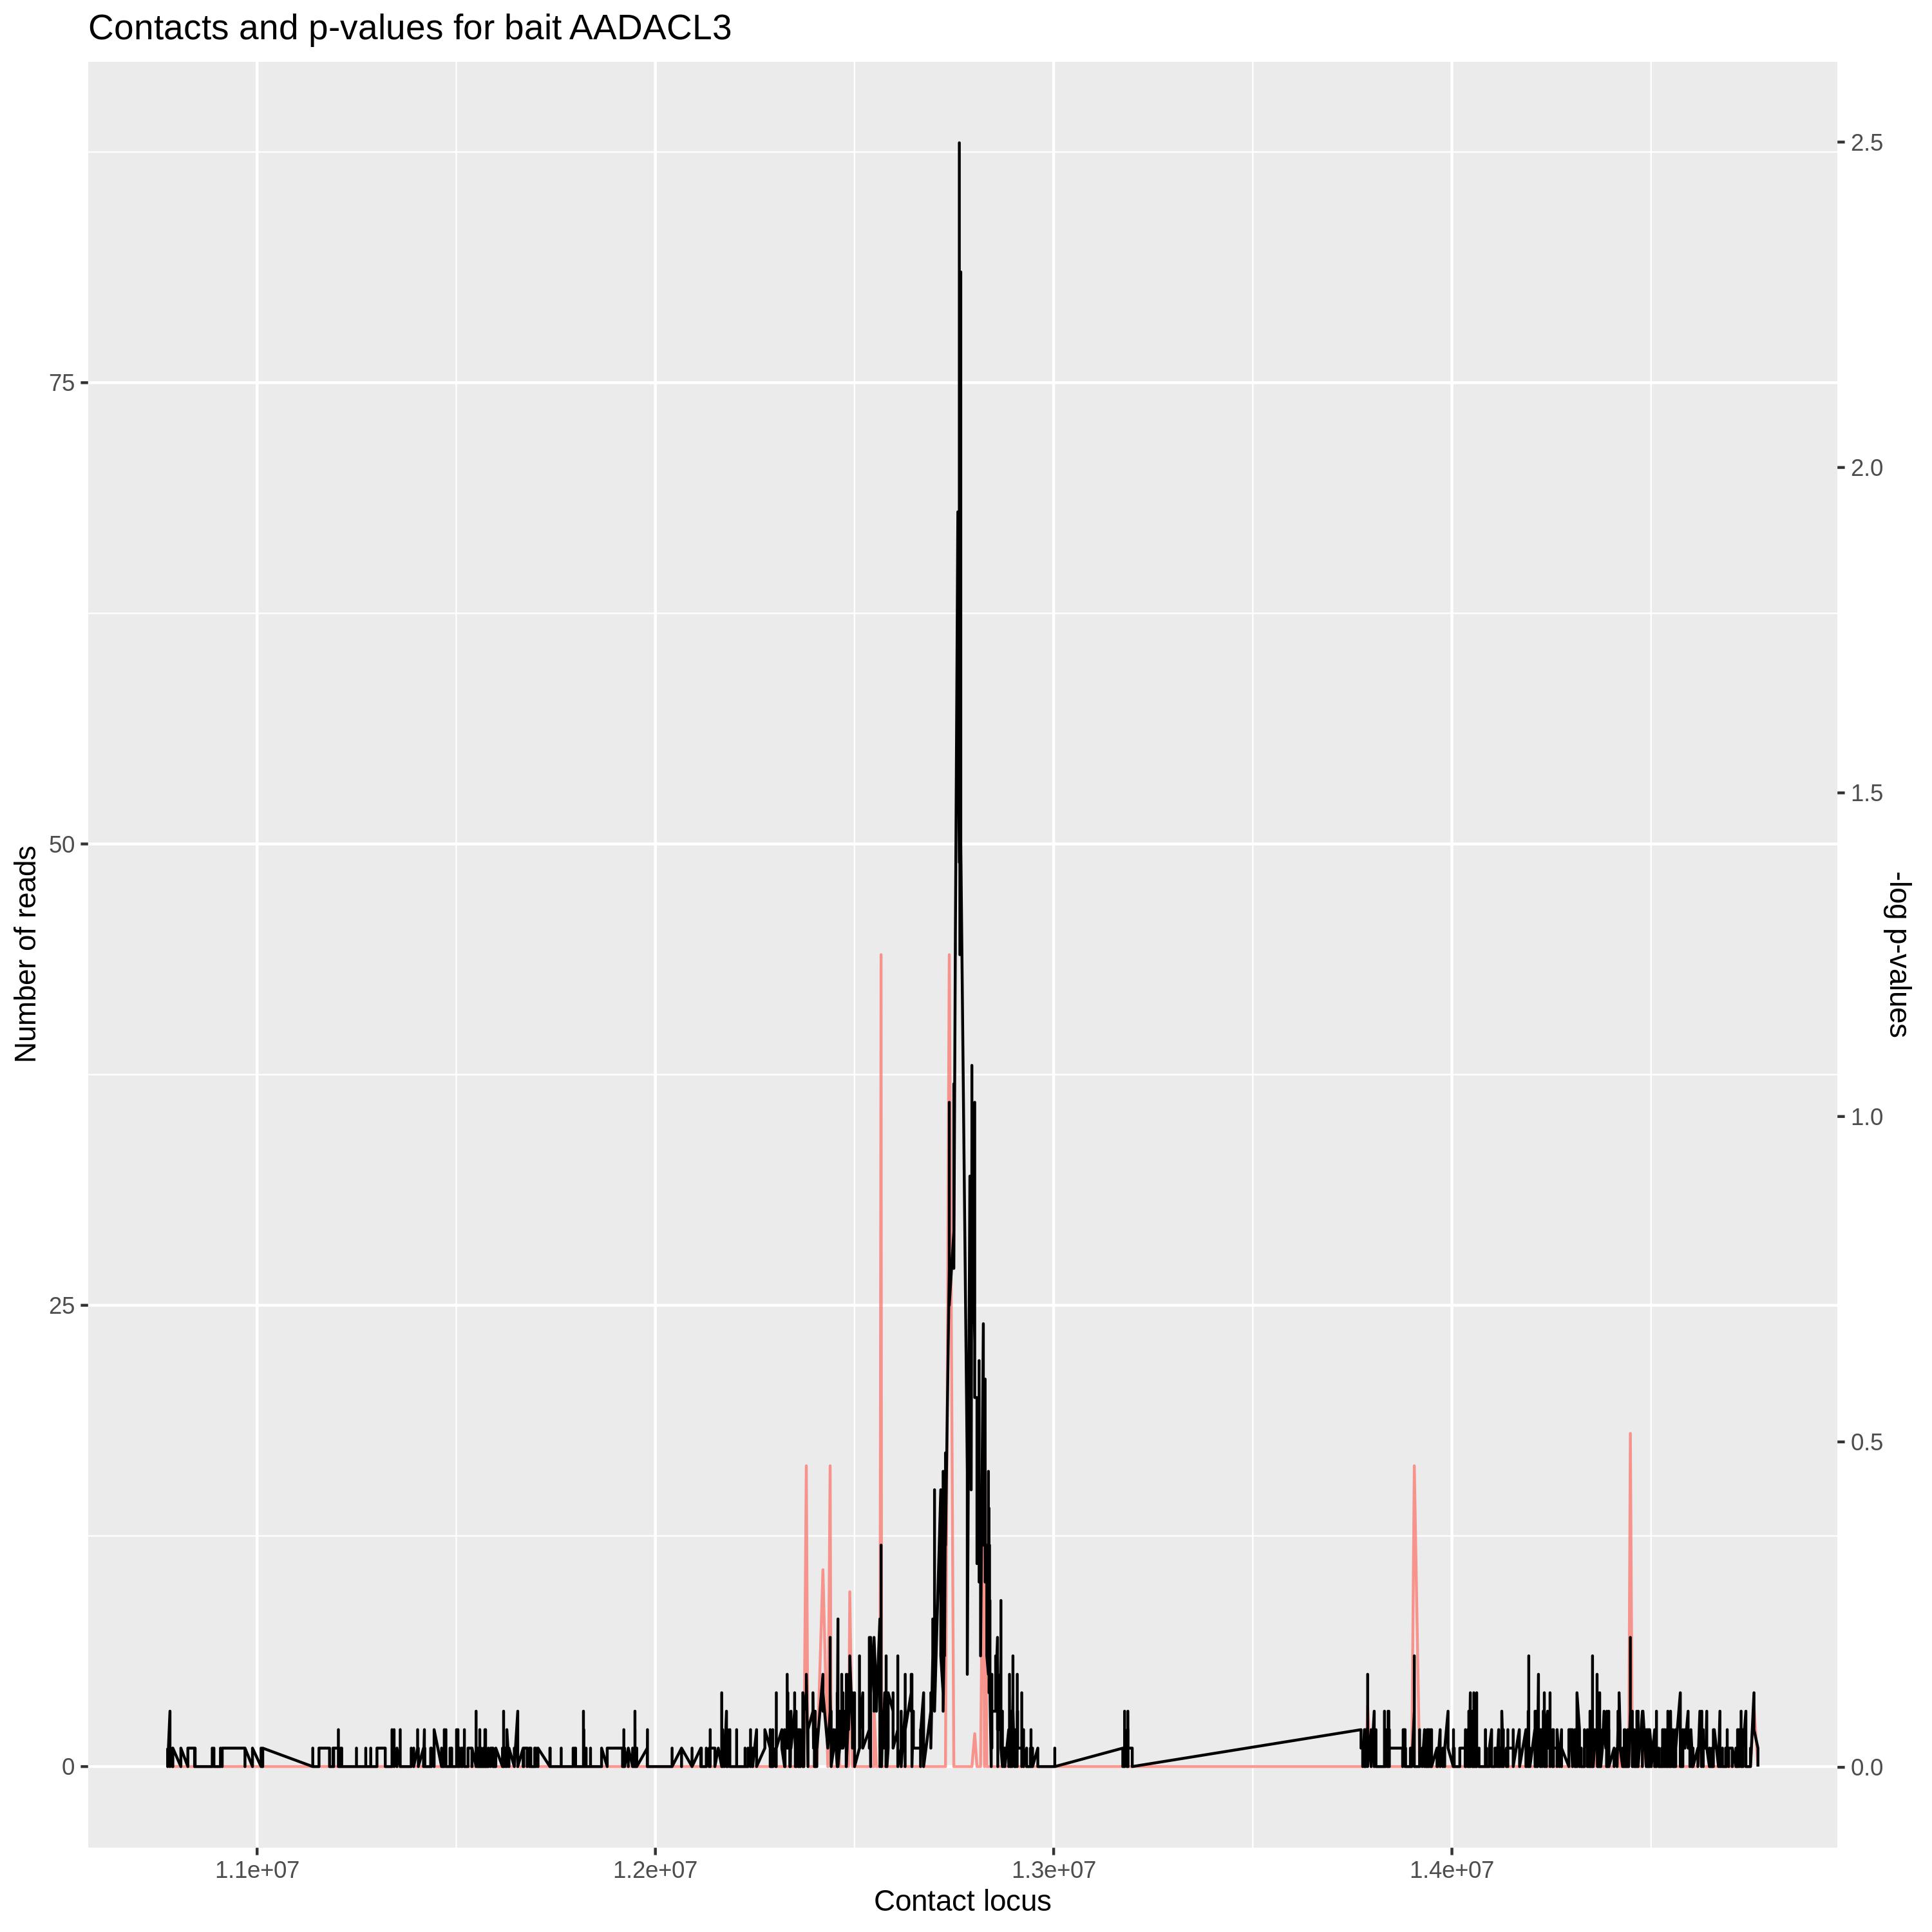 Contacts and p-values for bait AADACL3
Number of reads
75
50
25
0
2.5
2.0
1.5
1.0
0.5
0.0
-log p-values
1.1e+07 1.2e+07 1.3e+07 1.4e+07
Contact locus